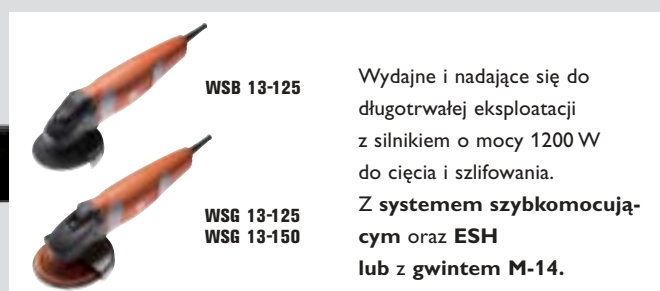 WSB 13-125
WSG 13-125
WSG 13-150
Wydajne i nadające się do
długotrwałej eksploatacji
z silnikiem o mocy 1200 W
do cięcia i szlifowania.
Z systemem szybkomocują-
cym oraz ESH
lub z gwintem M-14.